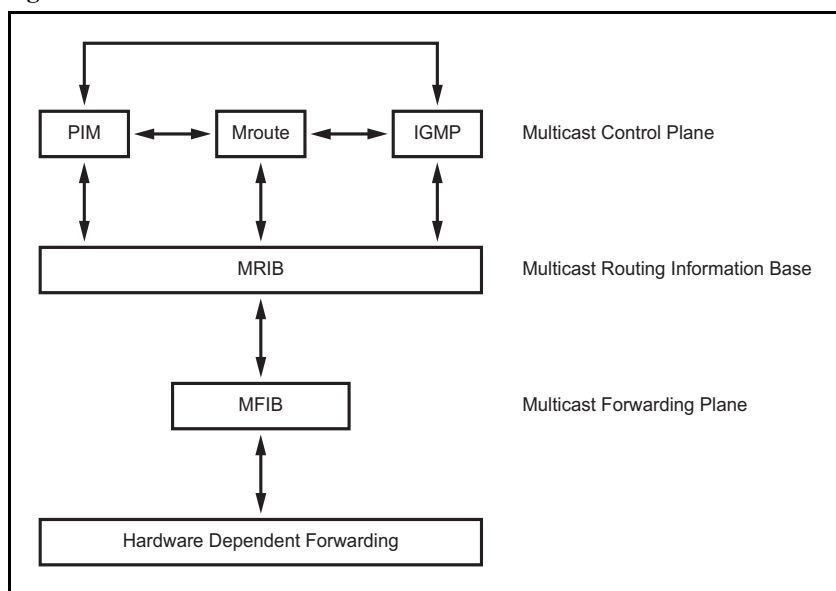 PIM
Mroute
IGMP
Multicast Control Plane
MRIB
Multicast Routing Information Base
MFIB
Multicast Forwarding Plane
Hardware Dependent Forwarding